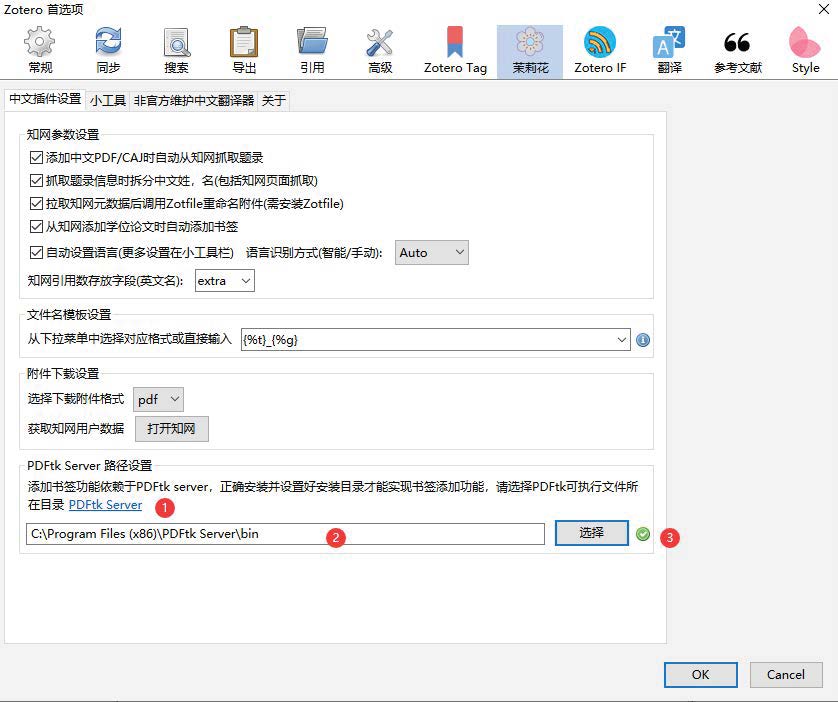 Zotero 首选项
常规 同步 搜索 导出 引用 高级 Zotero Tag 茉莉花 Zotero IF 翻译 参考文献 Style
中文插件设置 小工具 非官方维护中文翻译器 关于
知网参数设置
添加中文PDF/CAJ时自动从知网抓取题录
抓取题录信息时拆分中文姓，名(包括知网页面抓取)
拉取知网元数据后调用Zotfile重命名附件(需安装Zotfile)
从知网添加学位论文时自动添加书签
自动设置语言(更多设置在小工具栏) 语言识别方式(智能/手动): Auto
知网引用数存放字段(英文名): extra
文件名模板设置
从下拉菜单中选择对应格式或直接输入 {%t}_{%g}
附件下载设置
选择下载附件格式 pdf
获取知网用户数据 打开知网
PDFtk Server 路径设置
添加书签功能依赖于PDFtk server，正确安装并设置好安装目录才能实现书签添加功能，请选择PDFtk可执行文件所
在目录 PDFtk Server 1
C:\Program Files (x86)\PDFtk Server\bin 2 选择 3
OK Cancel